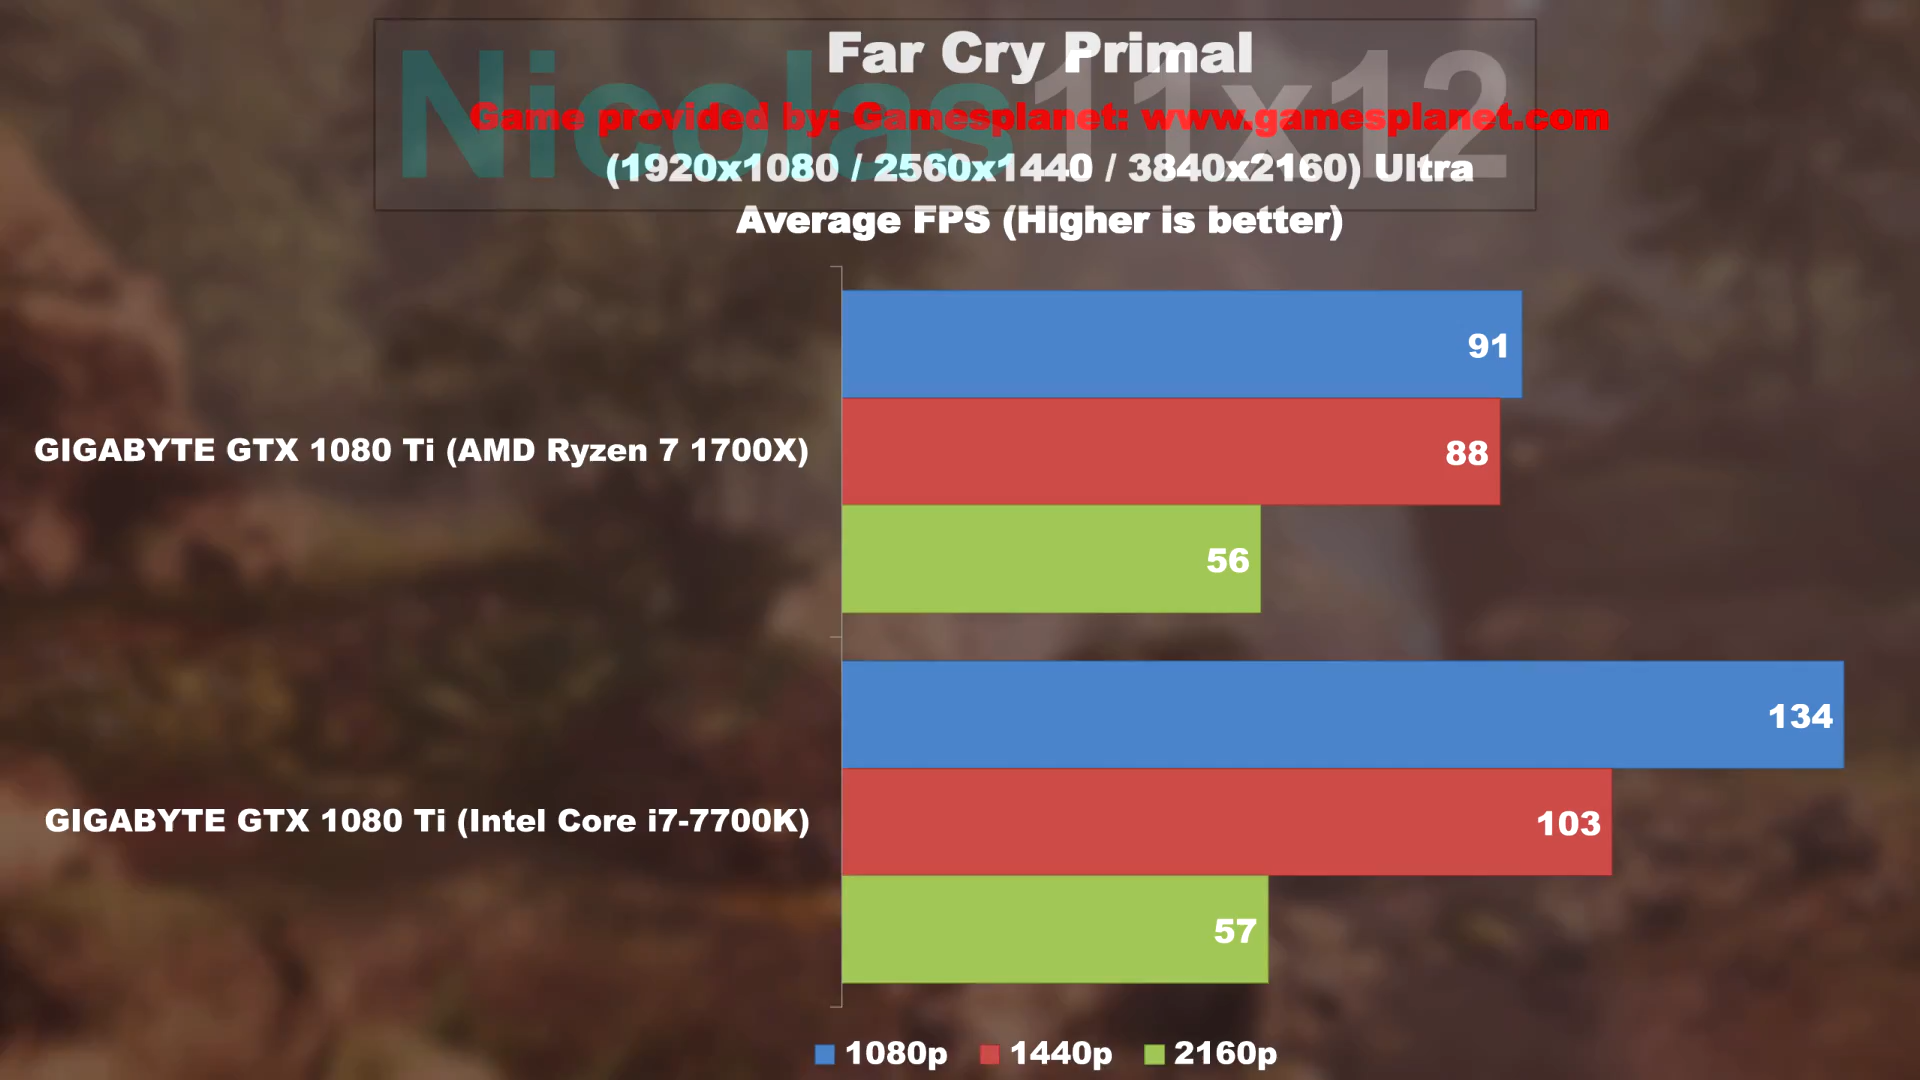 Nicolas11x12
Far Cry Primal
Game provided by: Gamesplanet: www.gamesplanet.com
(1920x1080 / 2560x1440 / 3840x2160) Ultra
Average FPS (Higher is better)
91
GIGABYTE GTX 1080 Ti (AMD Ryzen 7 1700X)
88
56
134
GIGABYTE GTX 1080 Ti (Intel Core i7-7700K)
103
57
1080p 1440p 2160p